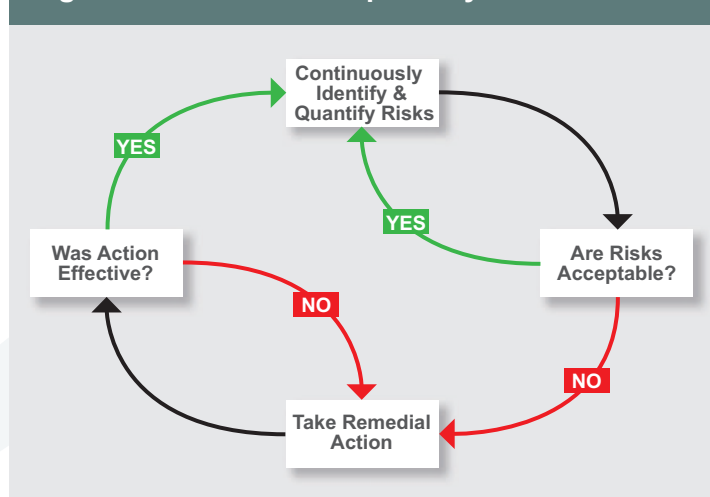 Continuously
Identify &
Quantify Risks
YES
YES
Was Action
Effective?
Are Risks
Acceptable?
NO
NO
Take Remedial
Action